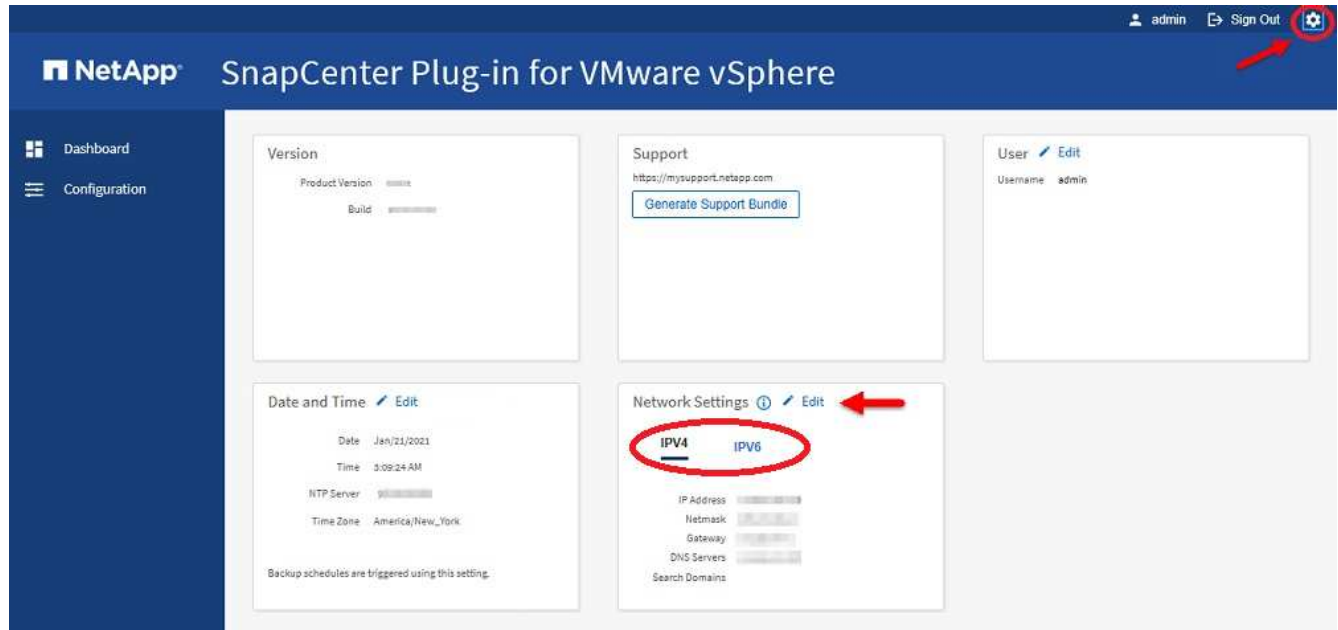 admin Sign Out
NetApp SnapCenter Plug-in for VMware vSphere
Dashboard
Configuration
Version
Product Version
Build
Support
https://mysupport.netapp.com
Generate Support Bundle
User Edit
Username admin
Date and Time Edit
Date Jan/21/2021
Time 3:09:24 AM
NTP Server
Time Zone America/New_York
Backup schedules are triggered using this setting.
Network Settings Edit
IPV4 IPV6
IP Address
Netmask
Gateway
DNS Servers
Search Domains